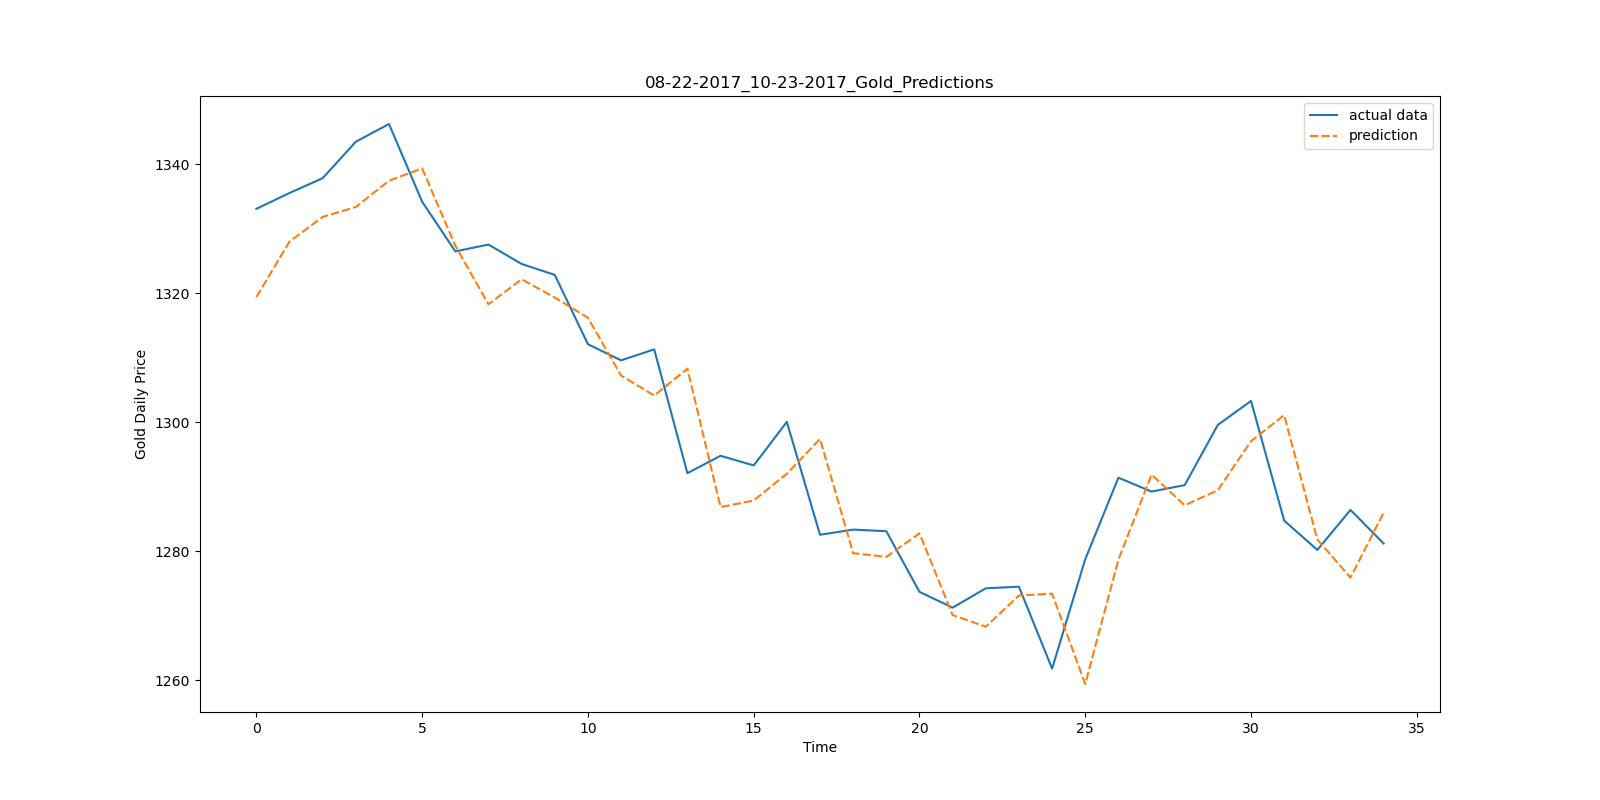 08-22-2017_10-23-2017_Gold_Predictions
actual data
prediction
Gold Daily Price
1340
1320
1300
1280
1260
0 5 10 15 20 25 30 35
Time